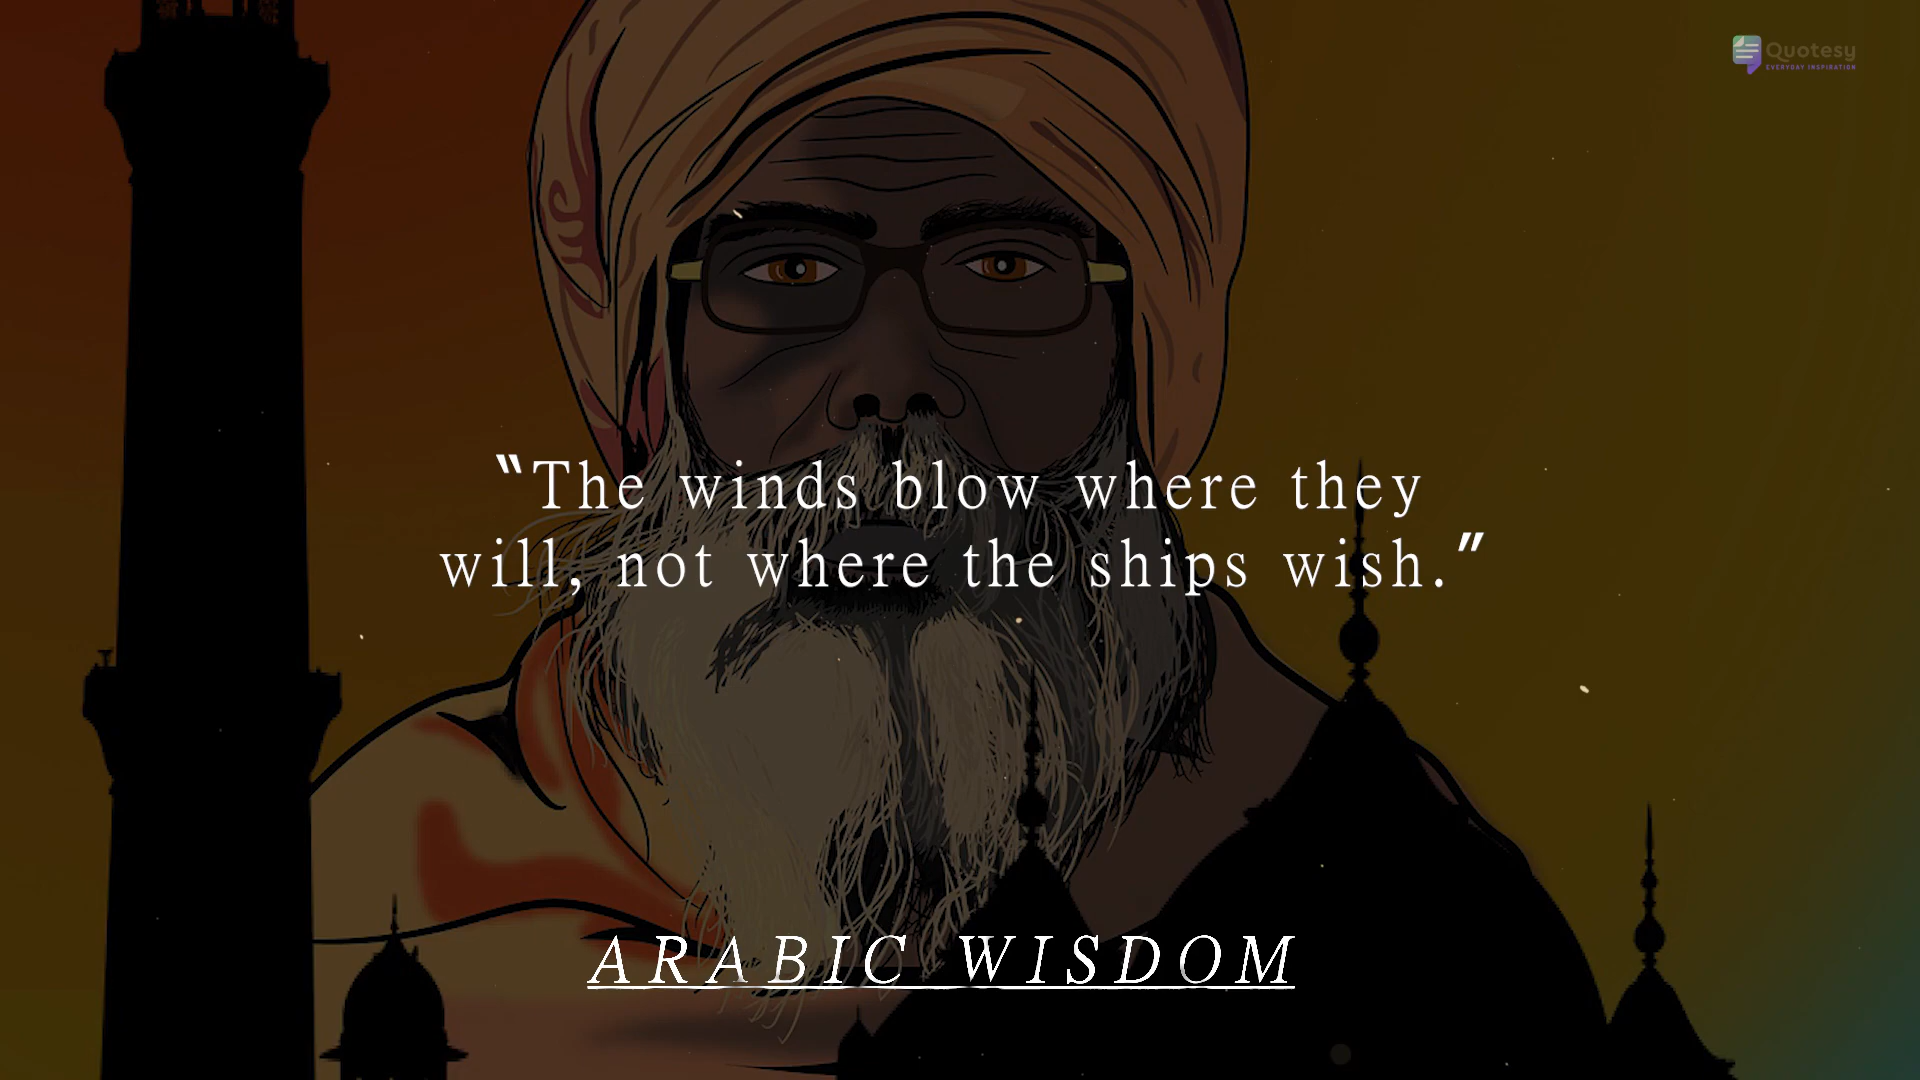 Quotesy
EVERYDAY INSPIRATION
“The winds blow where they
will, not where the ships wish.”
ARABIC WISDOM